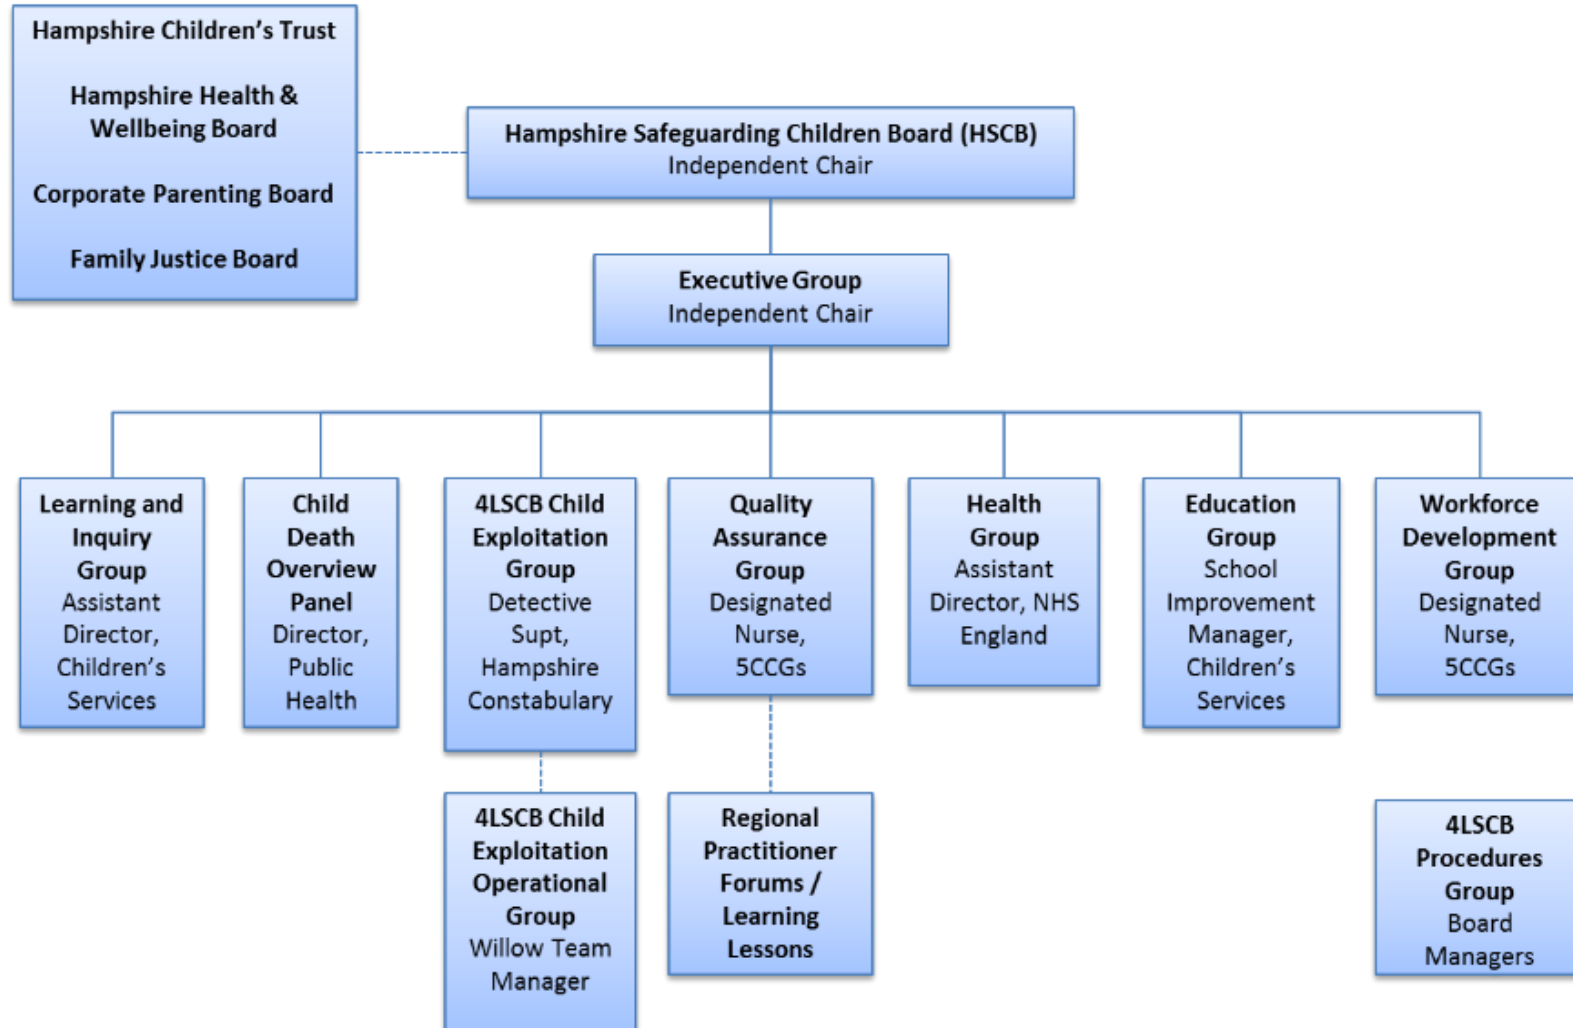 Hampshire Children’s Trust
Hampshire Health &
Wellbeing Board
Corporate Parenting Board
Family Justice Board
Hampshire Safeguarding Children Board (HSCB)
Independent Chair
Executive Group
Independent Chair
Learning and
Inquiry
Group
Assistant
Director,
Children’s
Services
Child
Death
Overview
Panel
Director,
Public
Health
4LSCB Child
Exploitation
Group
Detective
Supt,
Hampshire
Constabulary
Quality
Assurance
Group
Designated
Nurse,
5CCGs
Health
Group
Assistant
Director, NHS
England
Education
Group
School
Improvement
Manager,
Children’s
Services
Workforce
Development
Group
Designated
Nurse,
5CCGs
4LSCB Child
Exploitation
Operational
Group
Willow Team
Manager
Regional
Practitioner
Forums /
Learning
Lessons
4LSCB
Procedures
Group
Board
Managers